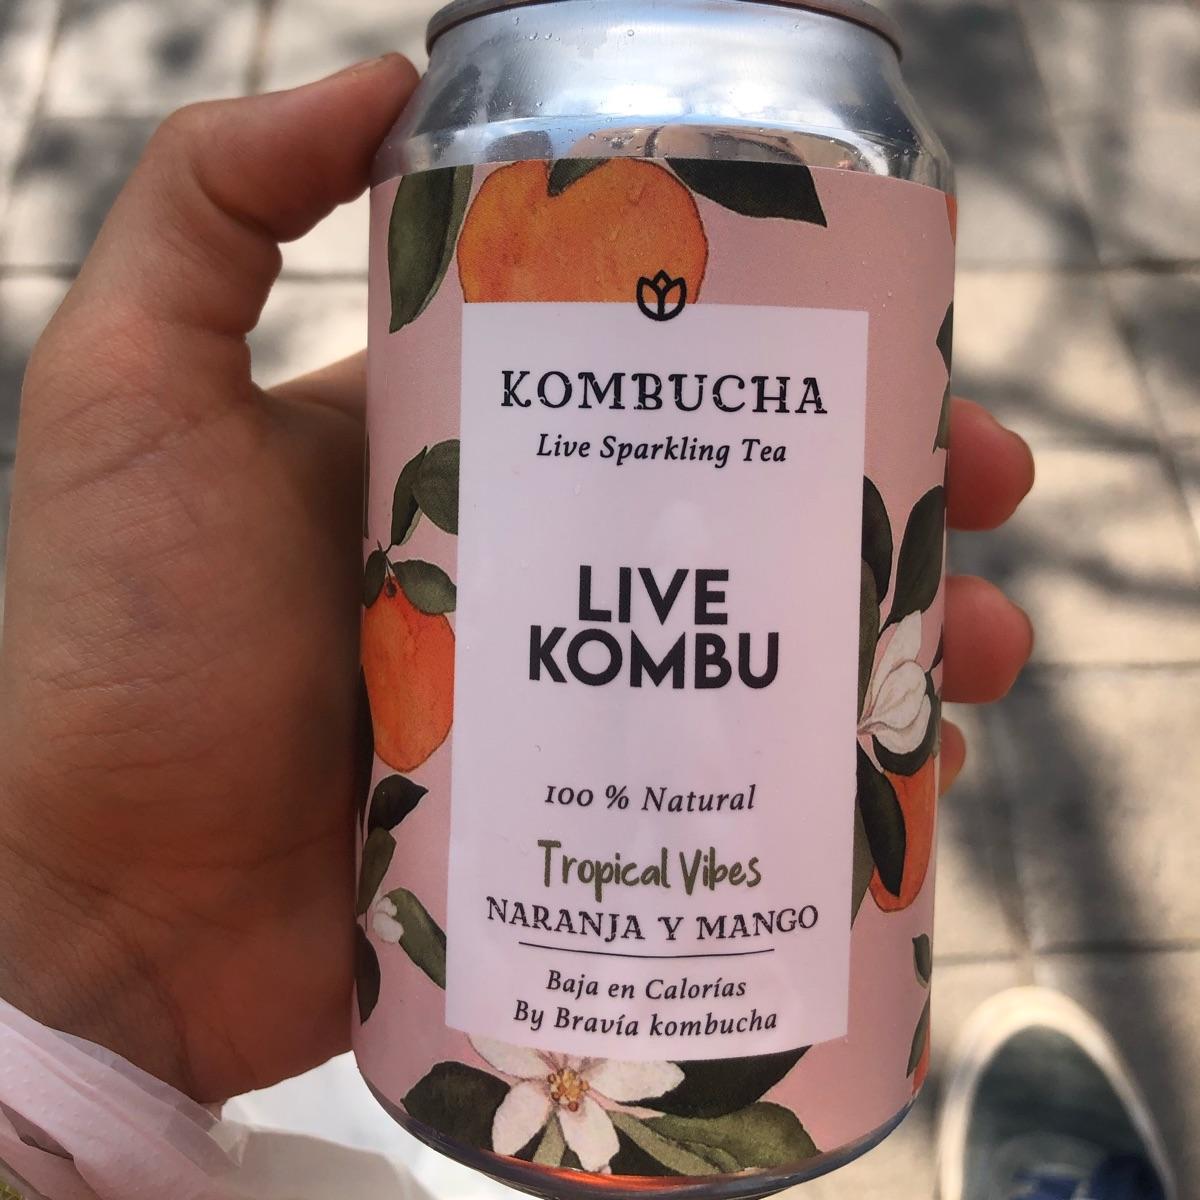 KOMBUCHA
Live Sparkling Tea
LIVE
KOMBU
100 % Natural
Tropical Vibes
NARANJA Y MANGO
Baja en Calorías
By Bravía kombucha